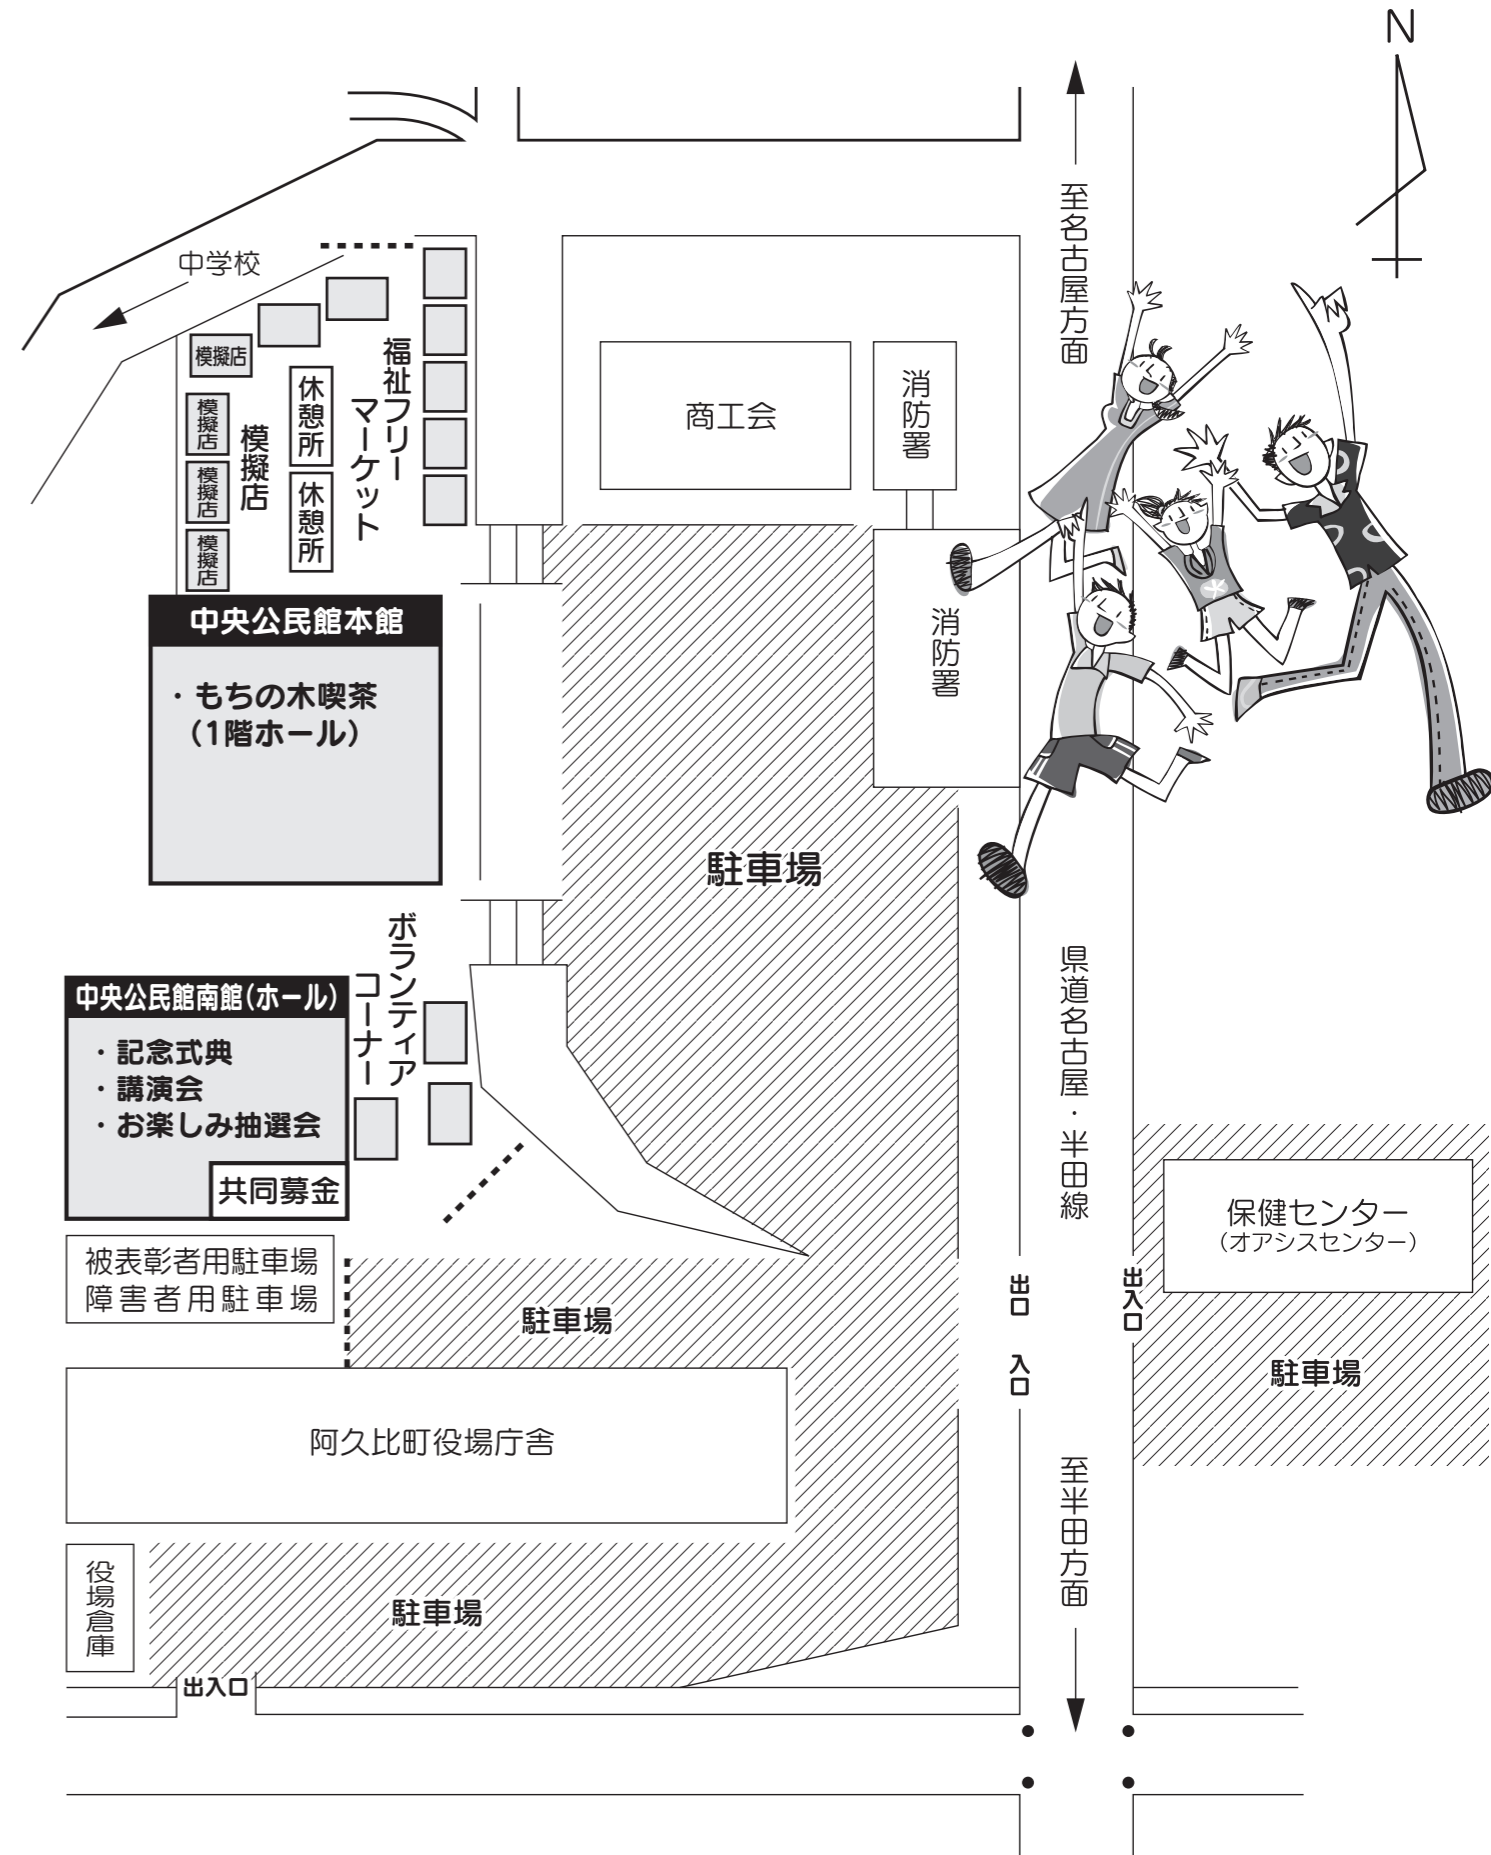 N
至名古屋方面
中学校
模擬店
模擬店
模擬店
模擬店
模擬店
休憩所
休憩所
福祉フリー
マーケット
商工会
消防署
消防署
中央公民館本館
・もちの木喫茶
（1階ホール）
駐車場
ボランティア
コーナー
中央公民館南館（ホール）
・記念式典
・講演会
・お楽しみ抽選会
共同募金
県道名古屋・半田線
保健センター
（オアシスセンター）
被表彰者用駐車場
障害者用駐車場
駐車場
出口
入口
出入口
駐車場
阿久比町役場庁舎
至半田方面
役場倉庫
駐車場
出入口